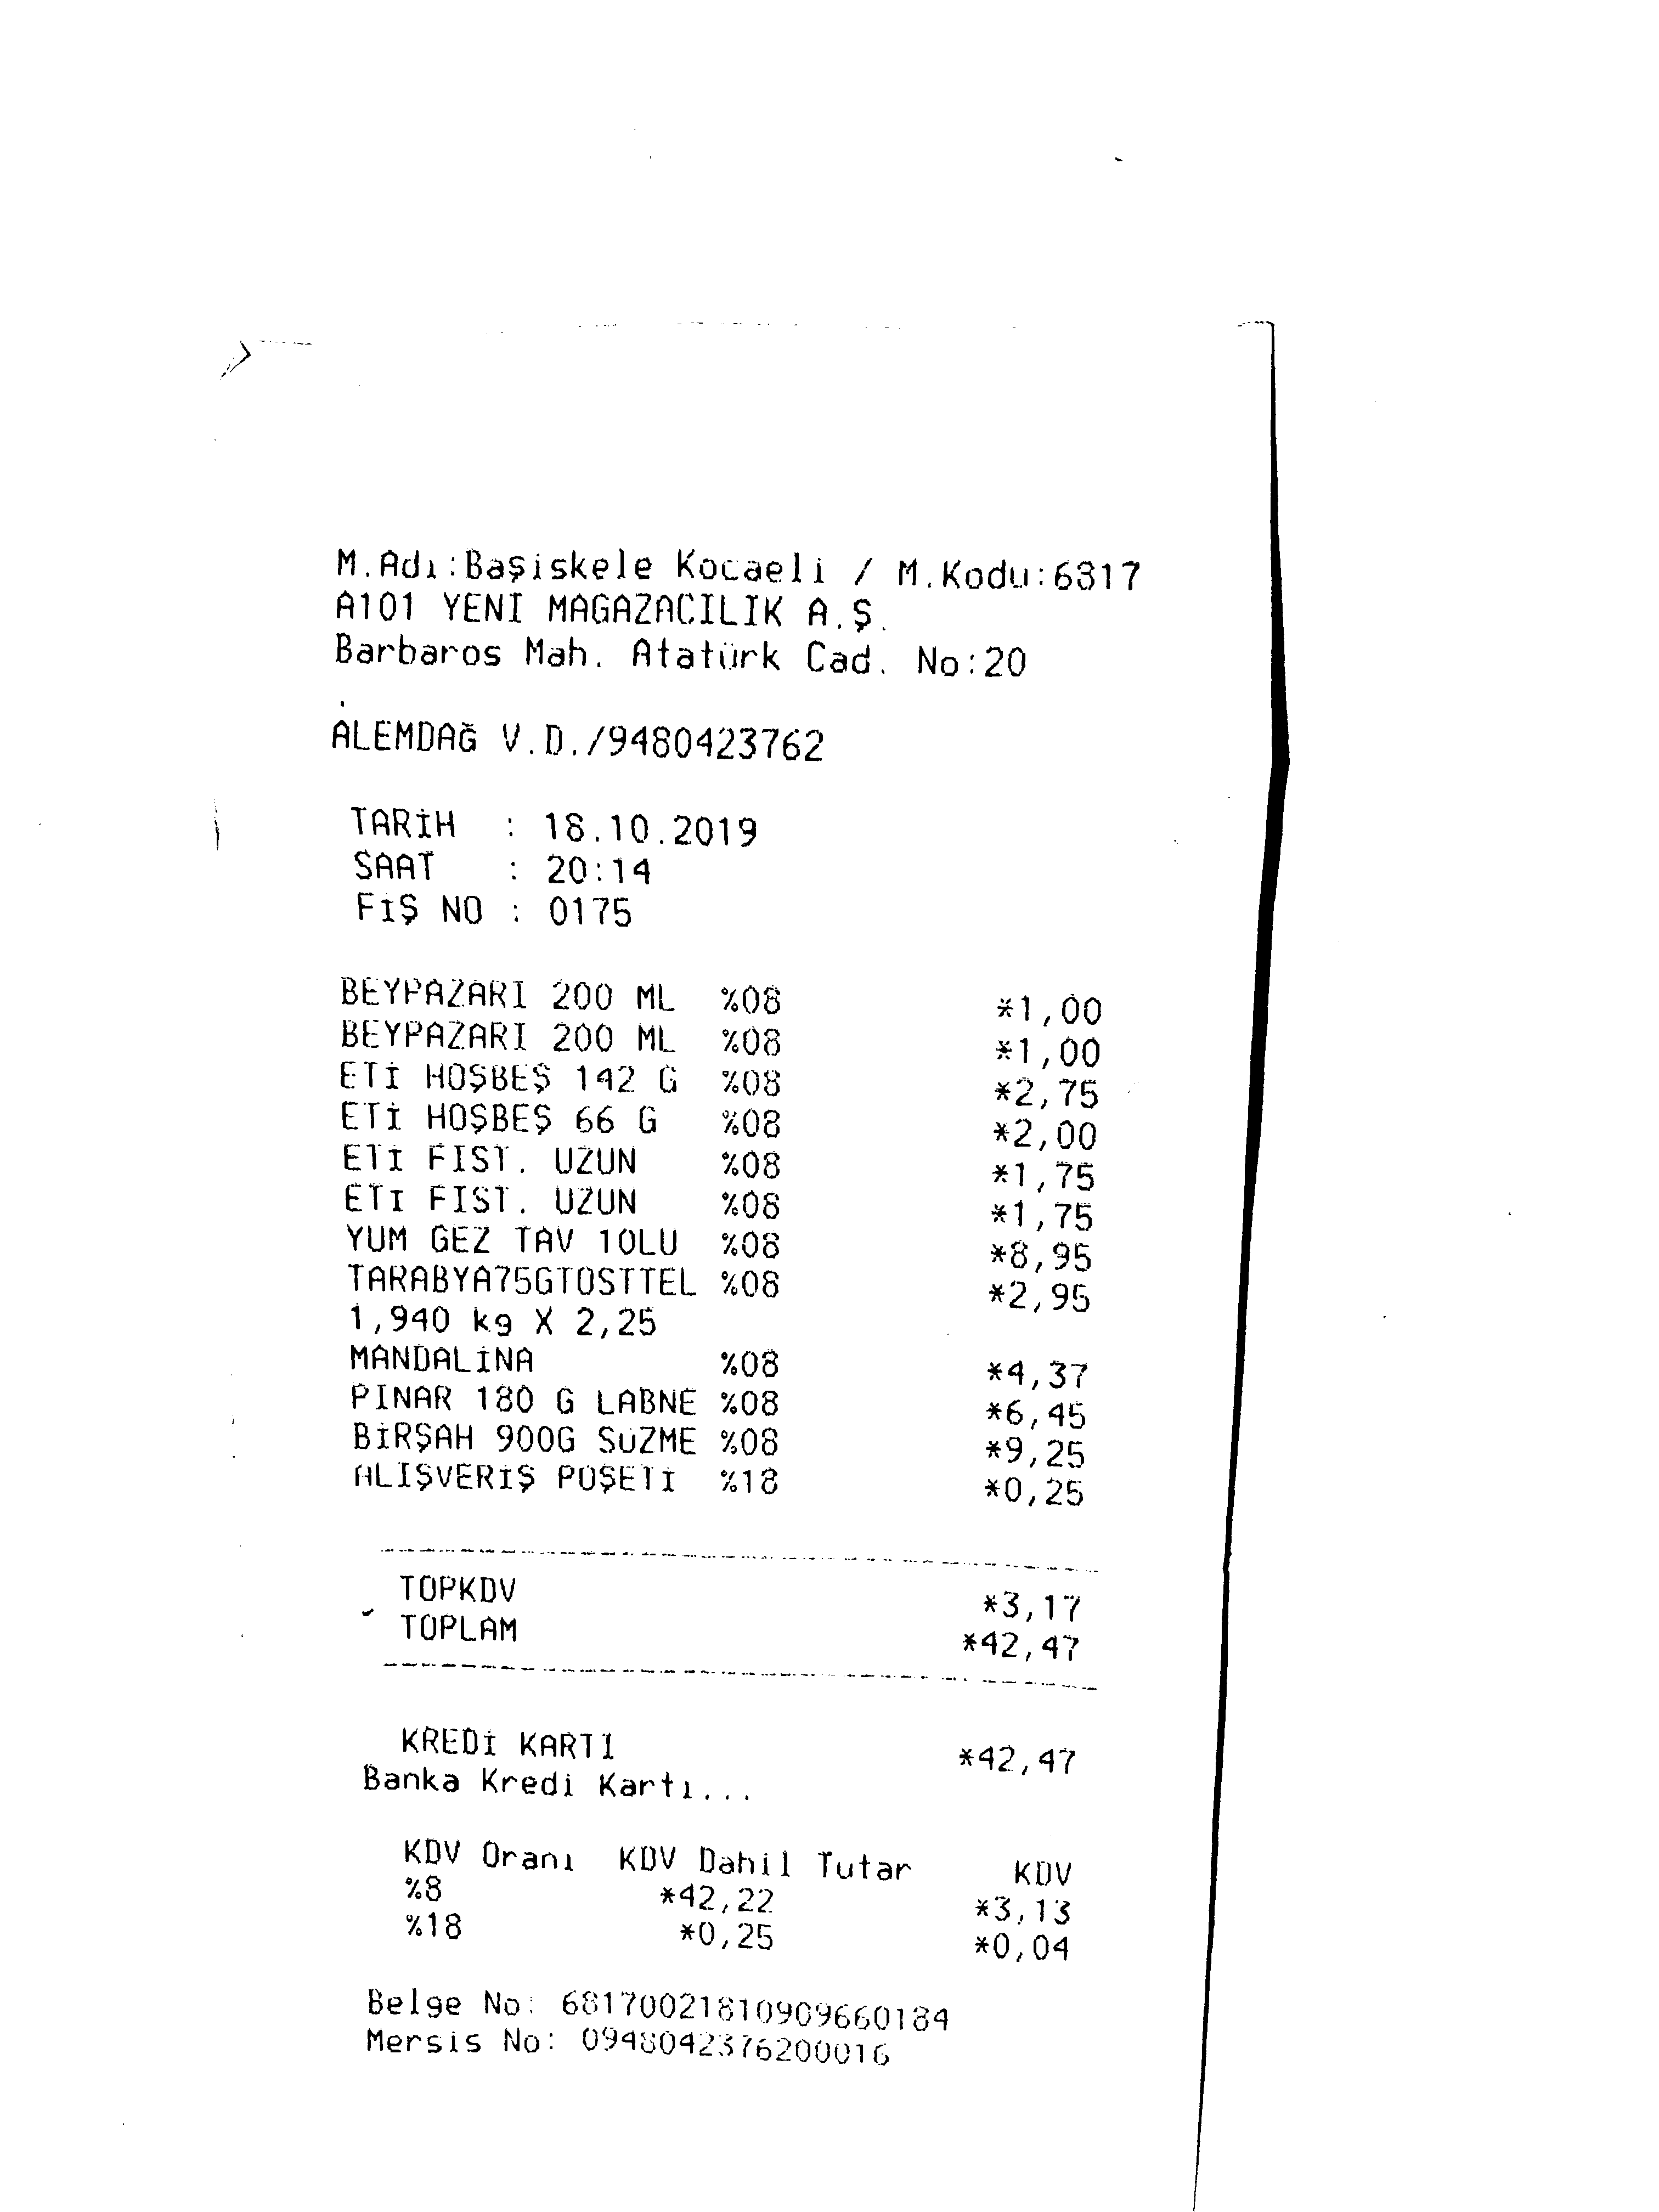 M.Adı:Başiskele Kocaeli / M.Kodu:6817
A101 YENI MAGAZACILIK A.Ş.
Barbaros Mah. Atatürk Cad. No:20
.
ALEMDAĞ V.D./9480423762
TARİH : 18.10.2019
SAAT : 20:14
FİŞ NO : 0175
BEYPAZARI 200 ML %08 *1,00
BEYPAZARI 200 ML %08 *1,00
ETİ HOŞBEŞ 142 G %08 *2,75
ETİ HOŞBEŞ 66 G %08 *2,00
ETİ FIST. UZUN %08 *1,75
ETİ FIST. UZUN %08 *1,75
YUM GEZ TAV 10LU %08 *8,95
TARABYA75GTOSTTEL %08 *2,95
1,940 kg X 2,25
MANDALİNA %08 *4,37
PINAR 180 G LABNE %08 *6,45
BİRŞAH 900G SÜZME %08 *9,25
ALIŞVERİŞ POŞETİ %18 *0,25
TOPKDV *3,17
TOPLAM *42,47
KREDİ KARTI *42,47
Banka Kredi Kartı...
KDV Oranı KDV Dahil Tutar KDV
%8 *42,22 *3,13
%18 *0,25 *0,04
Belge No: 68170021810909660184
Mersis No: 0948042376200016